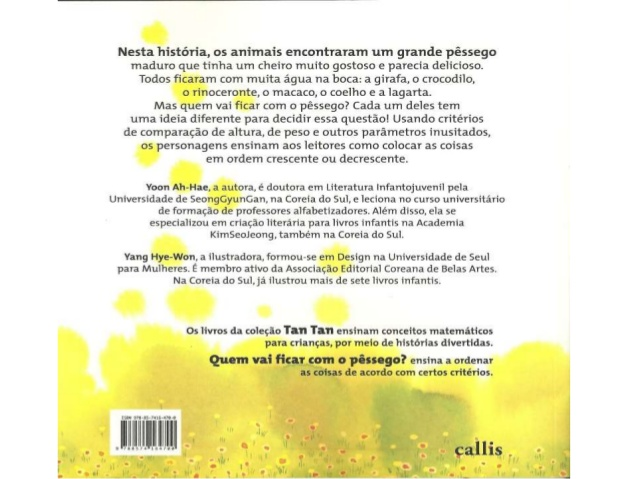 Nesta história, os animais encontraram um grande pêssego
maduro que tinha um cheiro muito gostoso e parecia delicioso.
Todos ficaram com muita água na boca: a girafa, o crocodilo,
o rinoceronte, o macaco, o coelho e a lagarta.
Mas quem vai ficar com o pêssego? Cada um deles tem
uma ideia diferente para decidir essa questão! Usando critérios
de comparação de altura, de peso e outros parâmetros inusitados,
os personagens ensinam aos leitores como colocar as coisas
em ordem crescente ou decrescente.
Yoon Ah-Hae, a autora, é doutora em Literatura Infantojuvenil pela
Universidade de SeongGyunGan, na Coreia do Sul, e leciona no curso universitário
de formação de professores alfabetizadores. Além disso, ela se
especializou em criação literária para livros infantis na Academia
KimSeoJeong, também na Coreia do Sul.
Yang Hye-Won, a ilustradora, formou-se em Design na Universidade de Seul
para Mulheres. É membro ativo da Associação Editorial Coreana de Belas Artes.
Na Coreia do Sul, já ilustrou mais de sete livros infantis.
Os livros da coleção Tan Tan ensinam conceitos matemáticos
para crianças, por meio de histórias divertidas.
Quem vai ficar com o pêssego? ensina a ordenar
as coisas de acordo com certos critérios.
callis